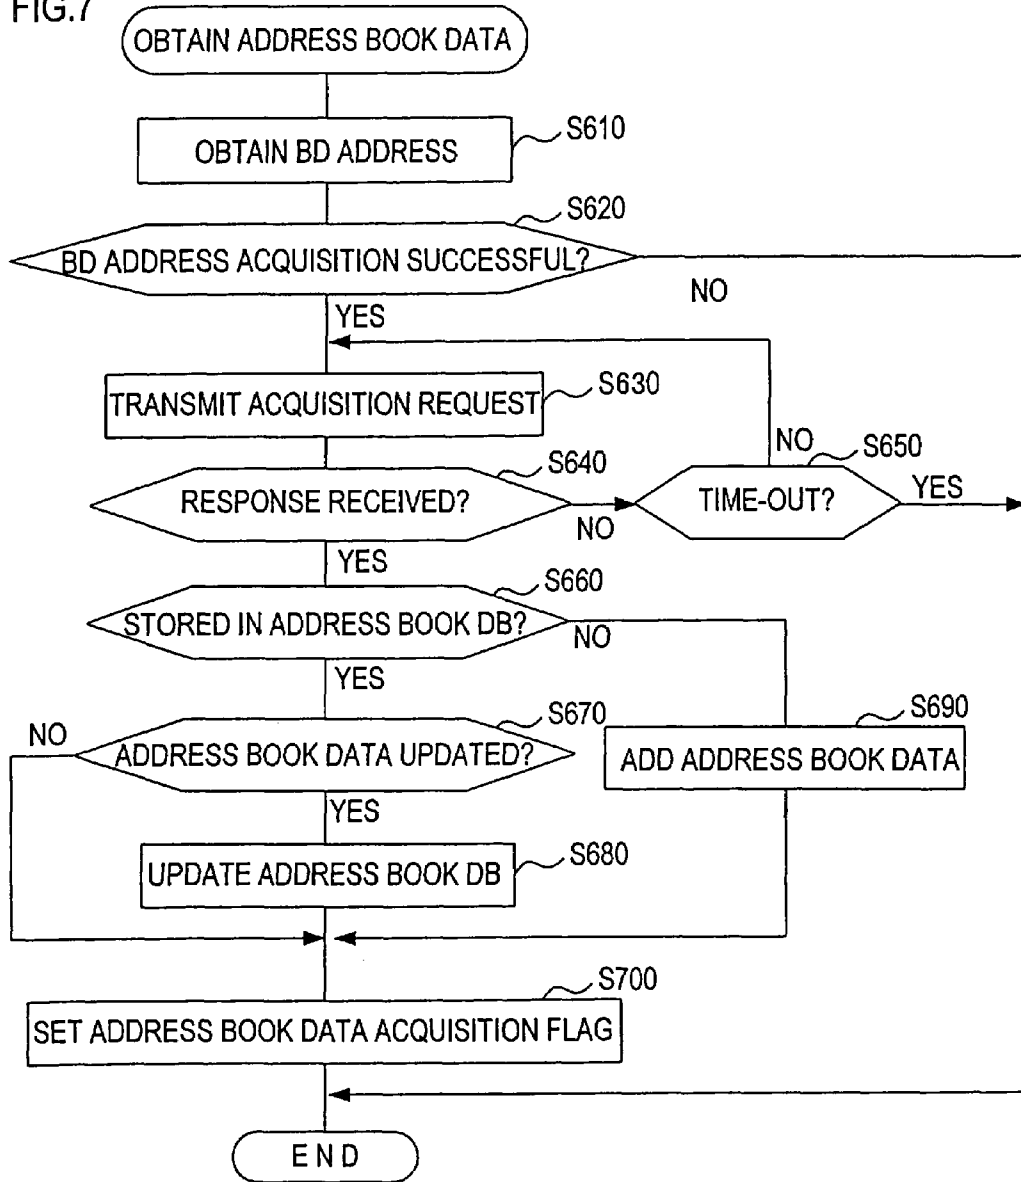 FIG.7
OBTAIN ADDRESS BOOK DATA
S610
OBTAIN BD ADDRESS
S620
BD ADDRESS ACQUISITION SUCCESSFUL?
NO
YES
S630
TRANSMIT ACQUISITION REQUEST
S640
RESPONSE RECEIVED?
NO
YES
NO
S650
TIME-OUT?
YES
S660
STORED IN ADDRESS BOOK DB?
NO
YES
S670
NO
ADDRESS BOOK DATA UPDATED?
YES
S690
ADD ADDRESS BOOK DATA
S680
UPDATE ADDRESS BOOK DB
S700
SET ADDRESS BOOK DATA ACQUISITION FLAG
END